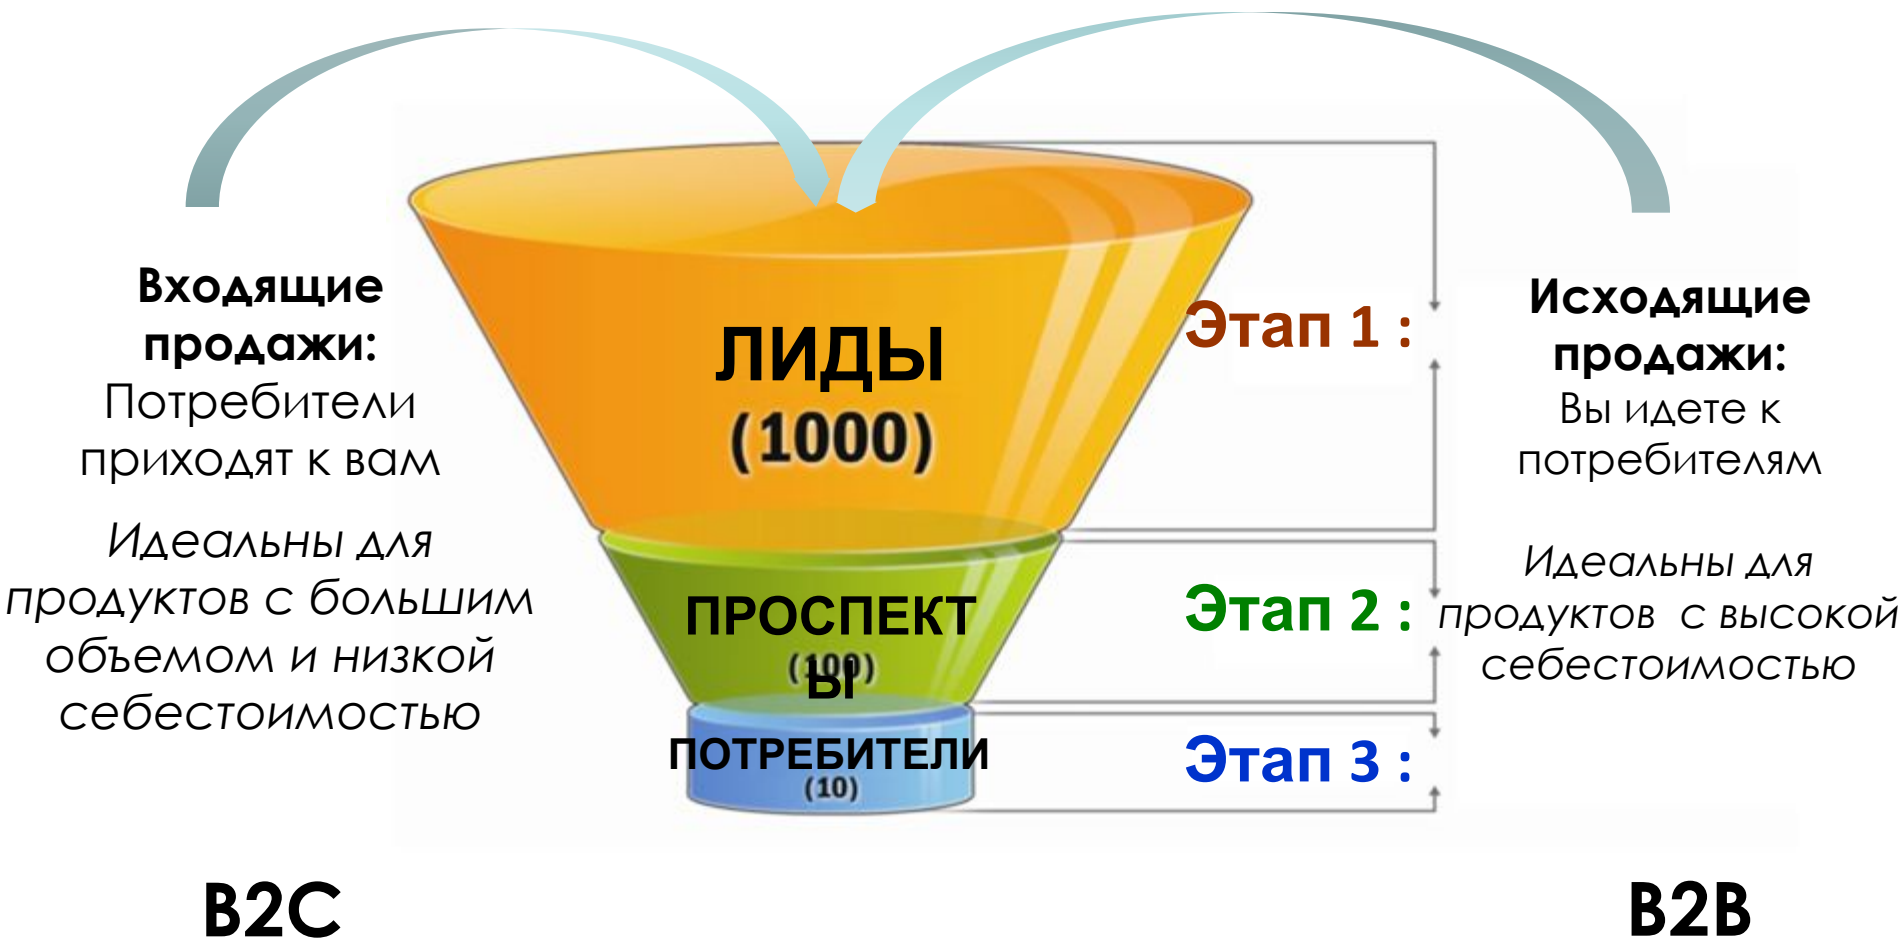 Входящие
продажи:
Потребители
приходят к вам
Идеальны для
продуктов с большим
объемом и низкой
себестоимостью
B2C
ЛИДЫ
(1000)
ПРОСПЕКТ
(100)
Ы
ПОТРЕБИТЕЛИ
(10)
Этап 1 :
Этап 2 :
Этап 3 :
Исходящие
продажи:
Вы идете к
потребителям
Идеальны для
продуктов с высокой
себестоимостью
B2B